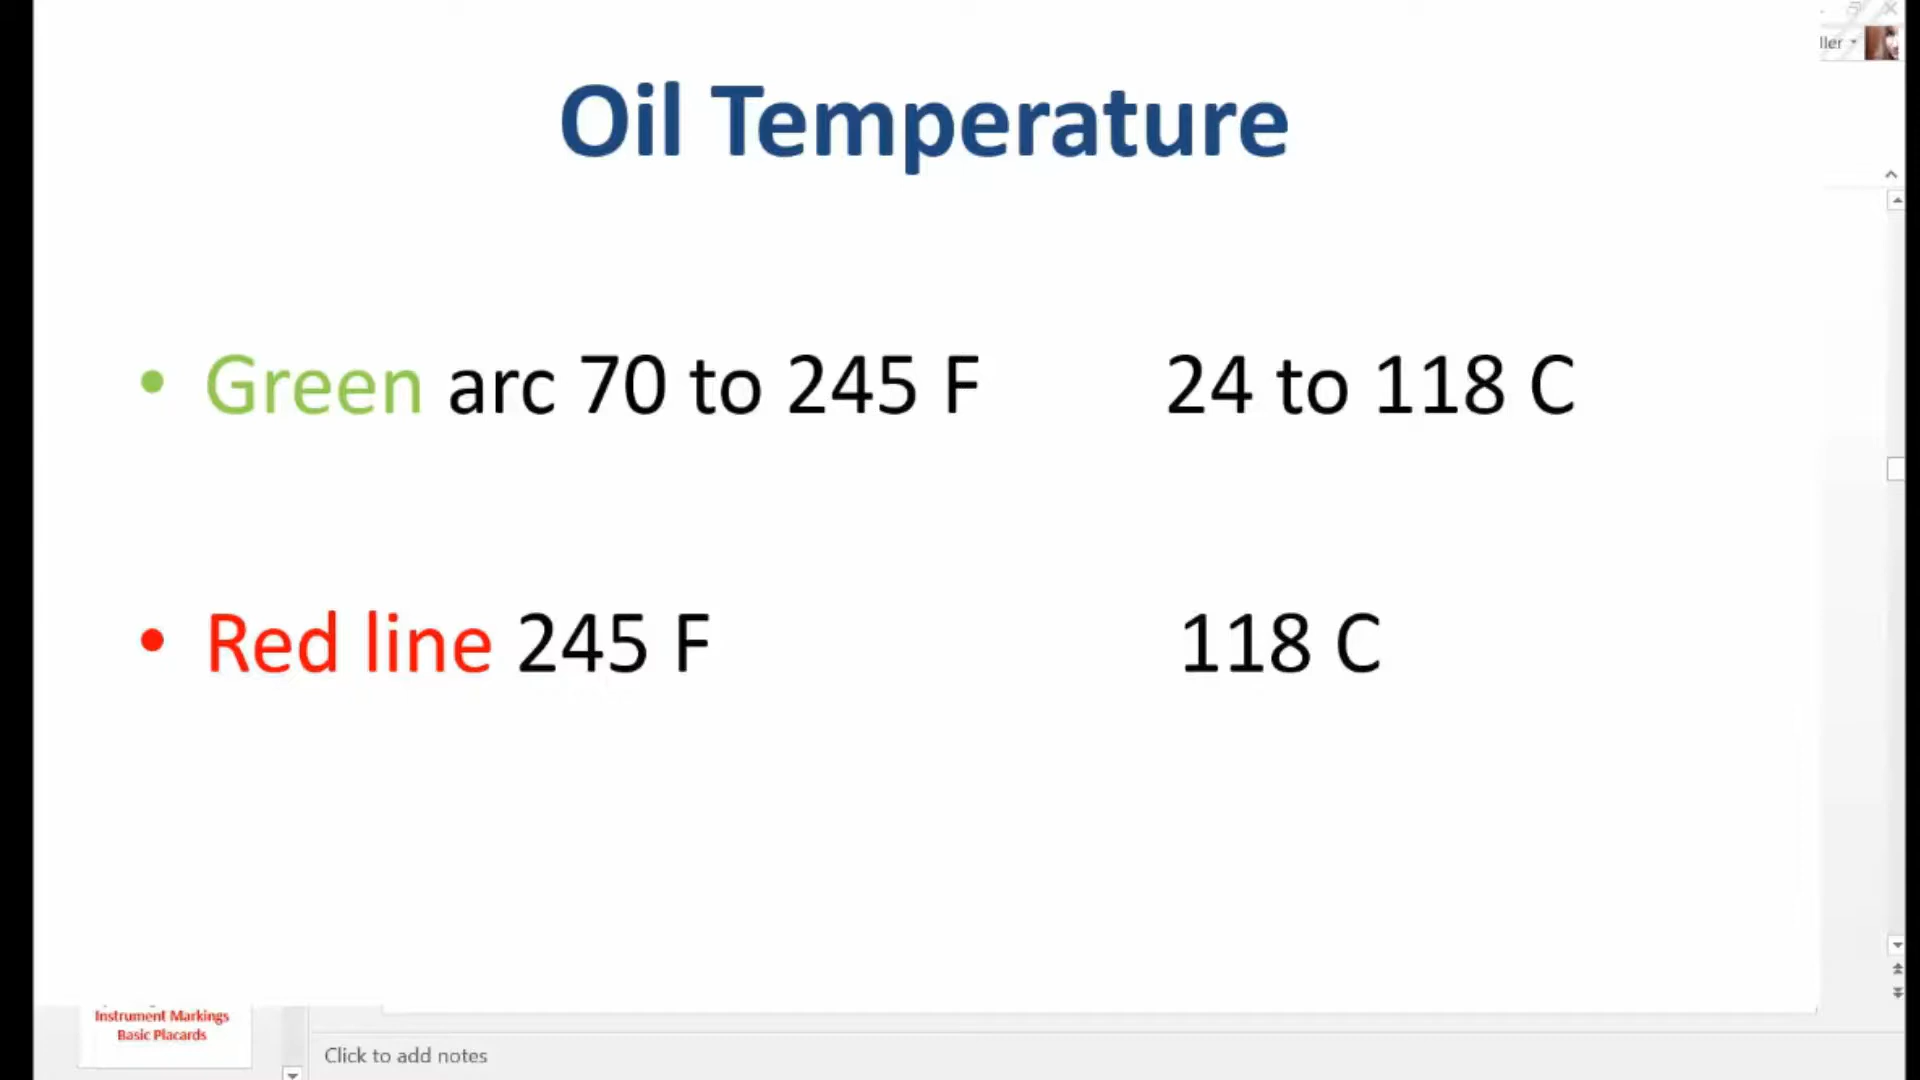 ller
Oil Temperature
• Green arc 70 to 245 F 24 to 118 C
• Red line 245 F 118 C
Instrument Markings
Basic Placards
Click to add notes